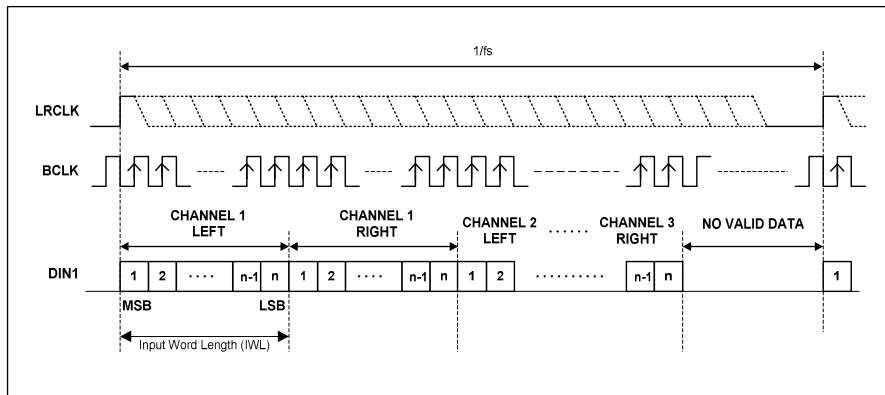 1/fs
LRCLK
BCLK
CHANNEL 1
LEFT
CHANNEL 1
RIGHT
CHANNEL 2
LEFT
CHANNEL 3
RIGHT
NO VALID DATA
DIN1
1 2 n-1 n 1 2 n-1 n 1 2 n-1 n 1
MSB
LSB
Input Word Length (IWL)